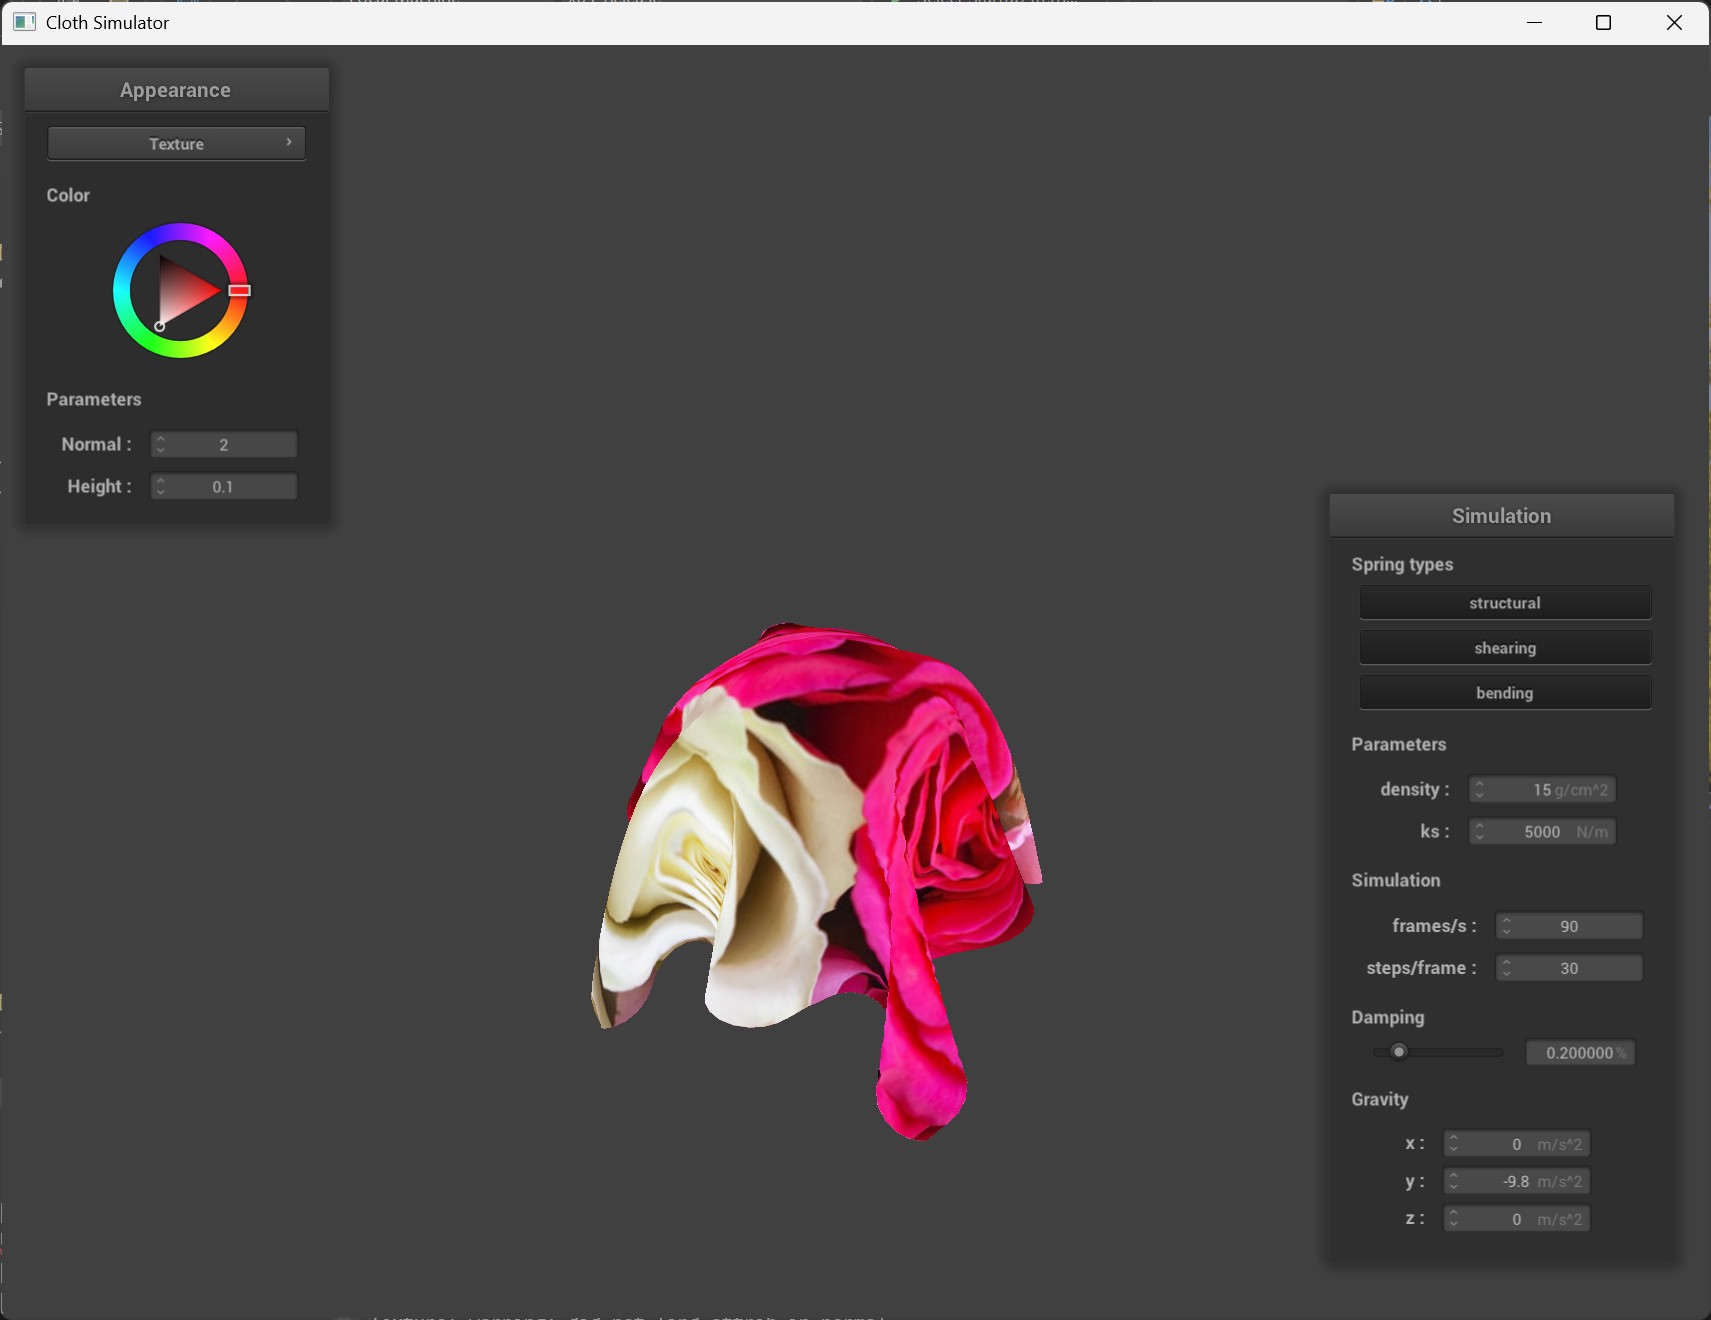 Cloth Simulator
Appearance
Texture
Color
Parameters
Normal : 2
Height : 0.1
Simulation
Spring types
structural
shearing
bending
Parameters
density : 15 g/cm^2
ks : 5000 N/m
Simulation
frames/s : 90
steps/frame : 30
Damping
0.200000 %
Gravity
x : 0 m/s^2
y : -9.8 m/s^2
z : 0 m/s^2